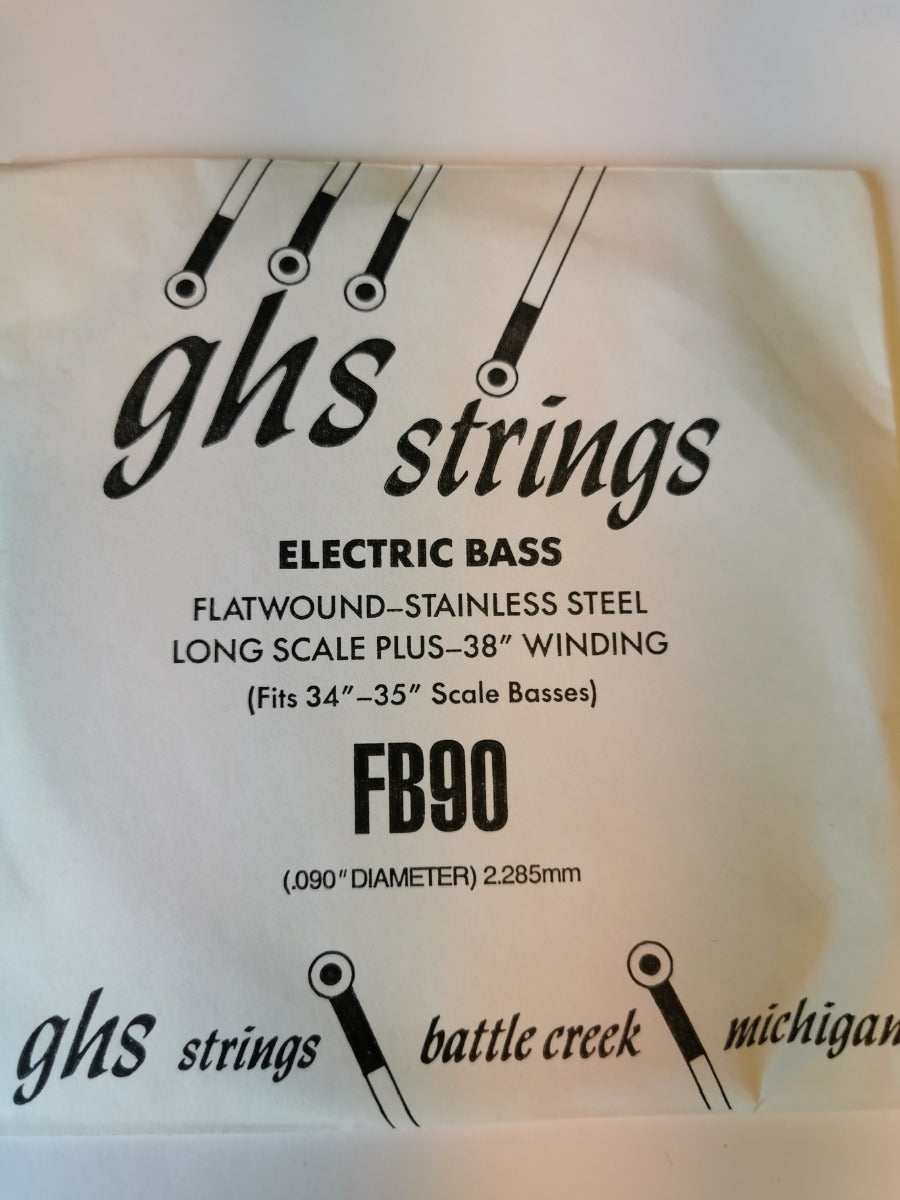 ghs
strings
ELECTRIC BASS
FLATWOUND–STAINLESS STEEL
LONG SCALE PLUS–38" WINDING
(Fits 34"–35" Scale Basses)
FB90
(.090" DIAMETER) 2.285mm
ghs strings battle creek michigan